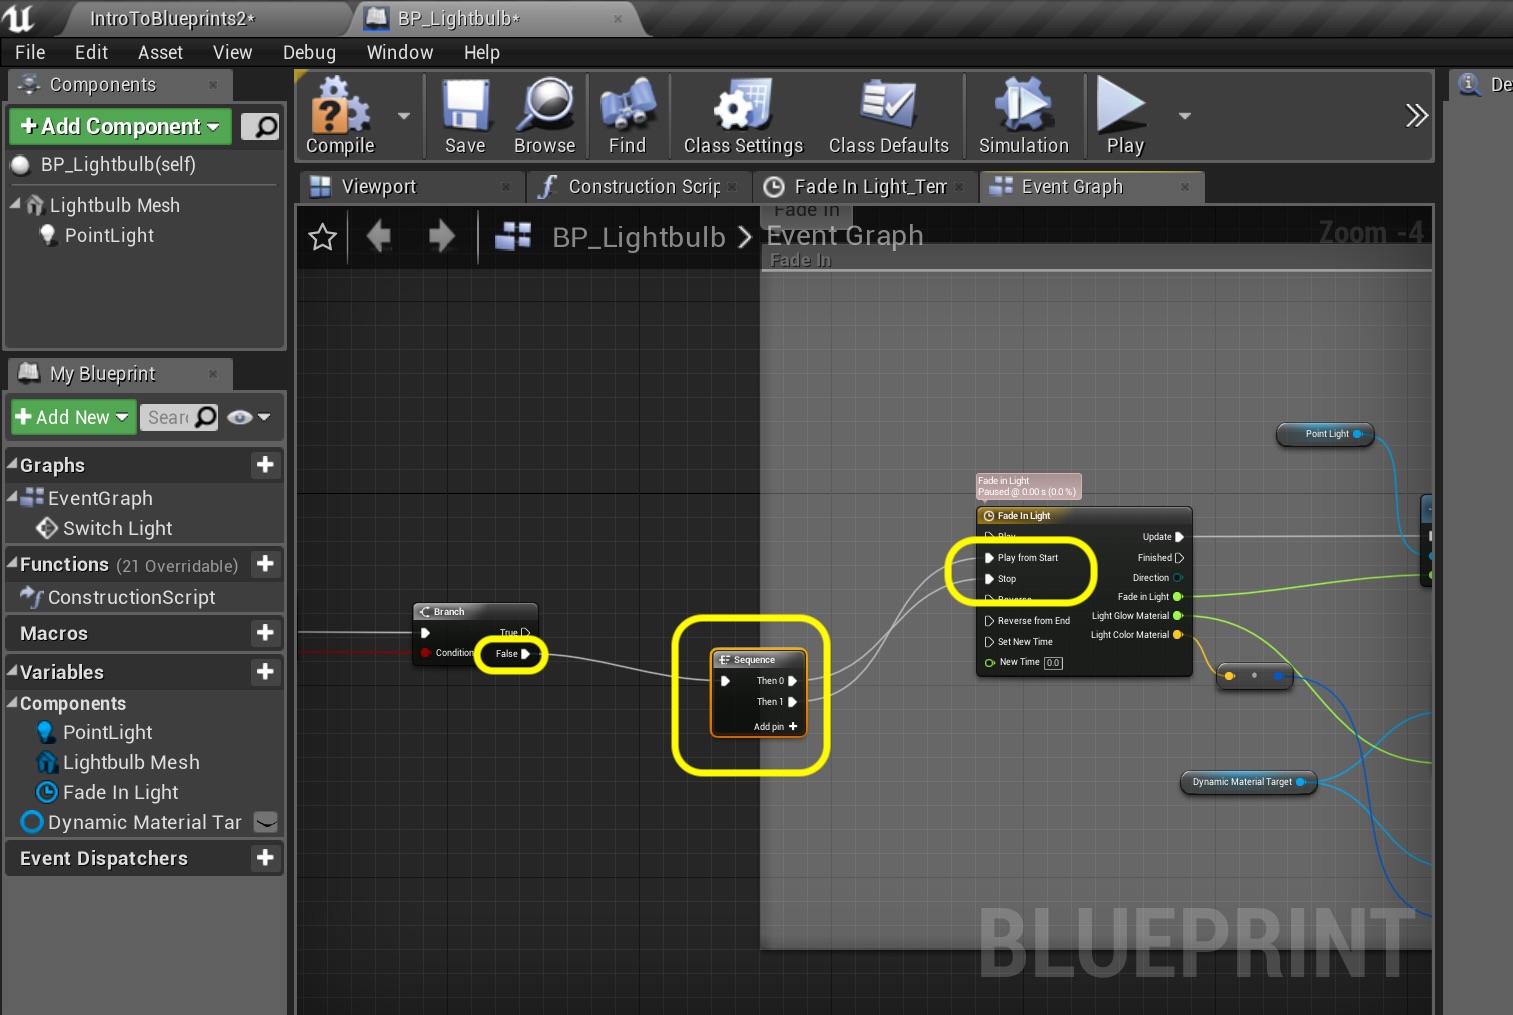 IntroToBlueprints2*
BP_Lightbulb*
File Edit Asset View Debug Window Help
Components
Add Component
BP_Lightbulb(self)
Lightbulb Mesh
PointLight
Compile Save Browse Find Class Settings Class Defaults Simulation Play
Viewport
Construction Scrip
Fade In Light_Tem
Event Graph
Fade In
BP_Lightbulb > Event Graph
Zoom -4
Fade In
My Blueprint
Add New
Sear
Graphs
EventGraph
Switch Light
Functions (21 Overridable)
ConstructionScript
Macros
Variables
Components
PointLight
Lightbulb Mesh
Fade In Light
Dynamic Material Tar
Event Dispatchers
Branch
True
Condition
False
Sequence
Then 0
Then 1
Add pin
Fade in Light
Paused @ 0.00 s (0.0 %)
Fade In Light
Play
Update
Play from Start
Finished
Stop
Direction
Reverse
Fade in Light
Reverse from End
Light Glow Material
Set New Time
Light Color Material
New Time 0.0
Point Light
Dynamic Material Target
BLUEPRINT
De